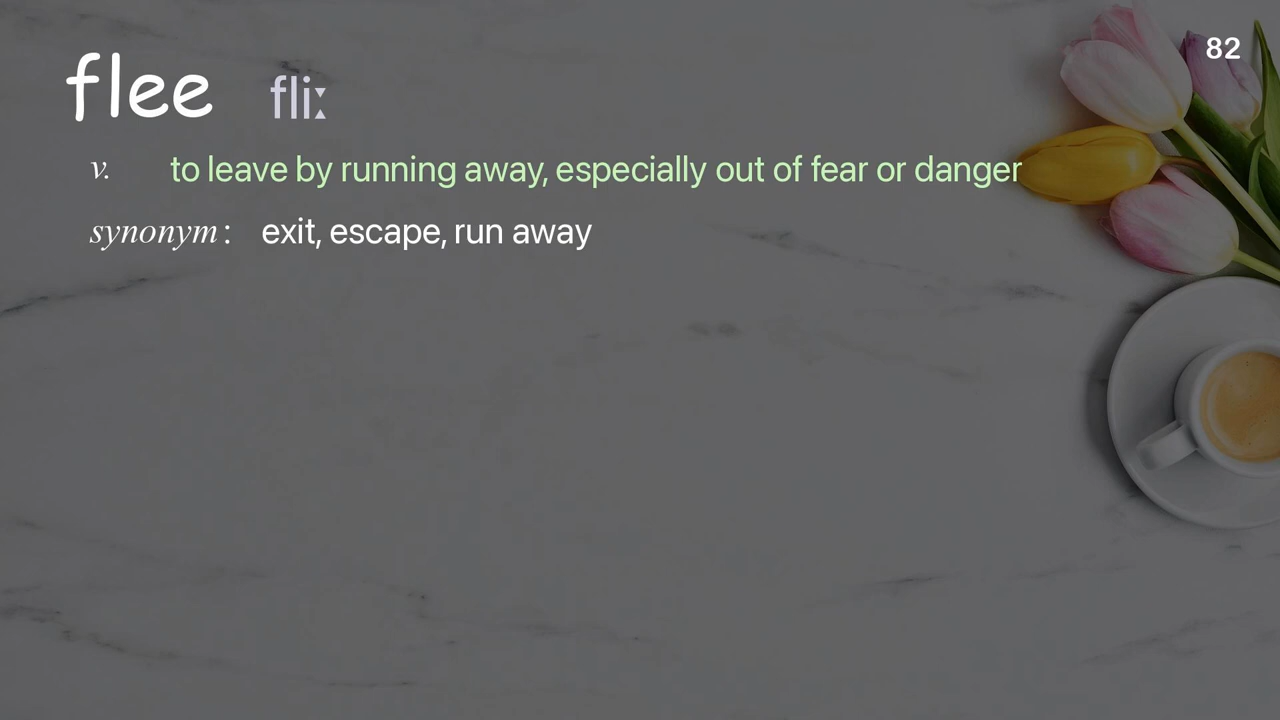 82
flee fliː
v. to leave by running away, especially out of fear or danger
synonym : exit, escape, run away